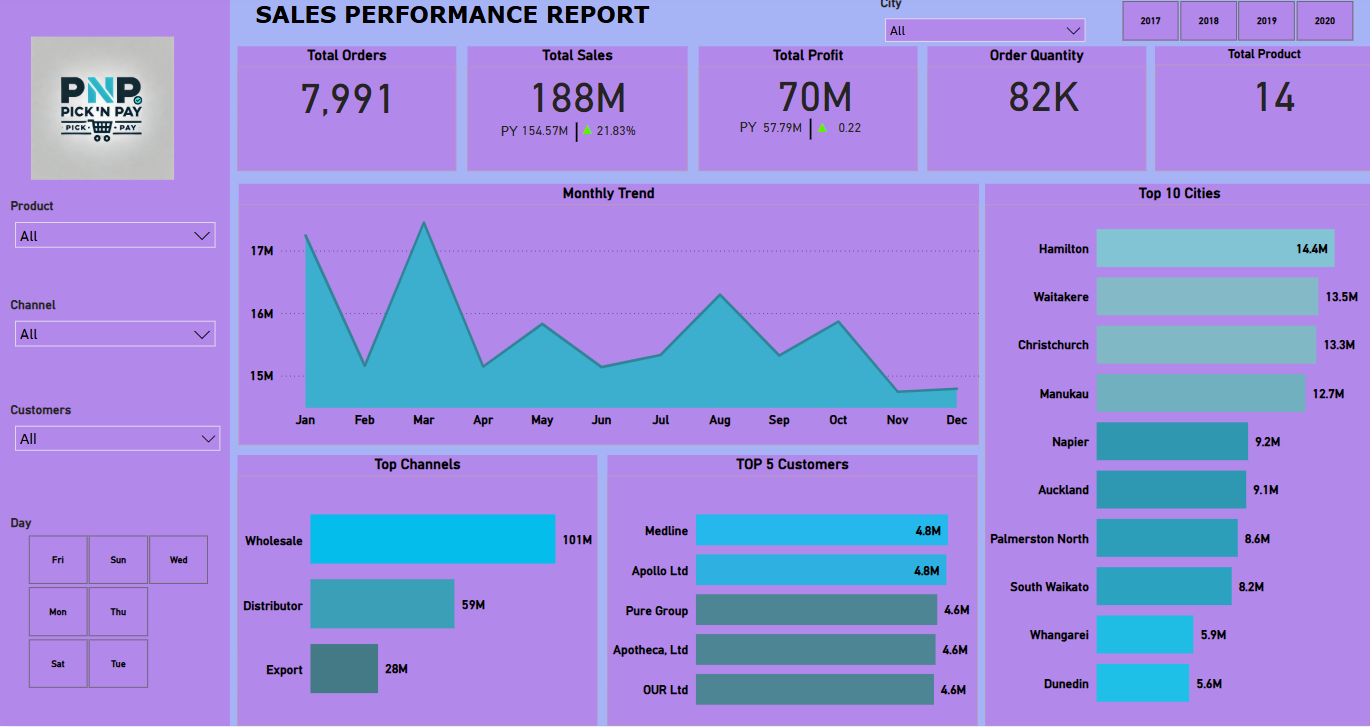 SALES PERFORMANCE REPORT
City
All
2017 2018 2019 2020
PNP
PICK'N PAY
PICK PAY
Product
All
Channel
All
Customers
All
Day
Fri Sun Wed
Mon Thu
Sat Tue
Total Orders
7,991
Total Sales
188M
PY 154.57M 21.83%
Total Profit
70M
PY 57.79M 0.22
Order Quantity
82K
Total Product
14
Monthly Trend
17M
16M
15M
Jan Feb Mar Apr May Jun Jul Aug Sep Oct Nov Dec
Top Channels
Wholesale 101M
Distributor 59M
Export 28M
TOP 5 Customers
Medline 4.8M
Apollo Ltd 4.8M
Pure Group 4.6M
Apotheca, Ltd 4.6M
OUR Ltd 4.6M
Top 10 Cities
Hamilton 14.4M
Waitakere 13.5M
Christchurch 13.3M
Manukau 12.7M
Napier 9.2M
Auckland 9.1M
Palmerston North 8.6M
South Waikato 8.2M
Whangarei 5.9M
Dunedin 5.6M